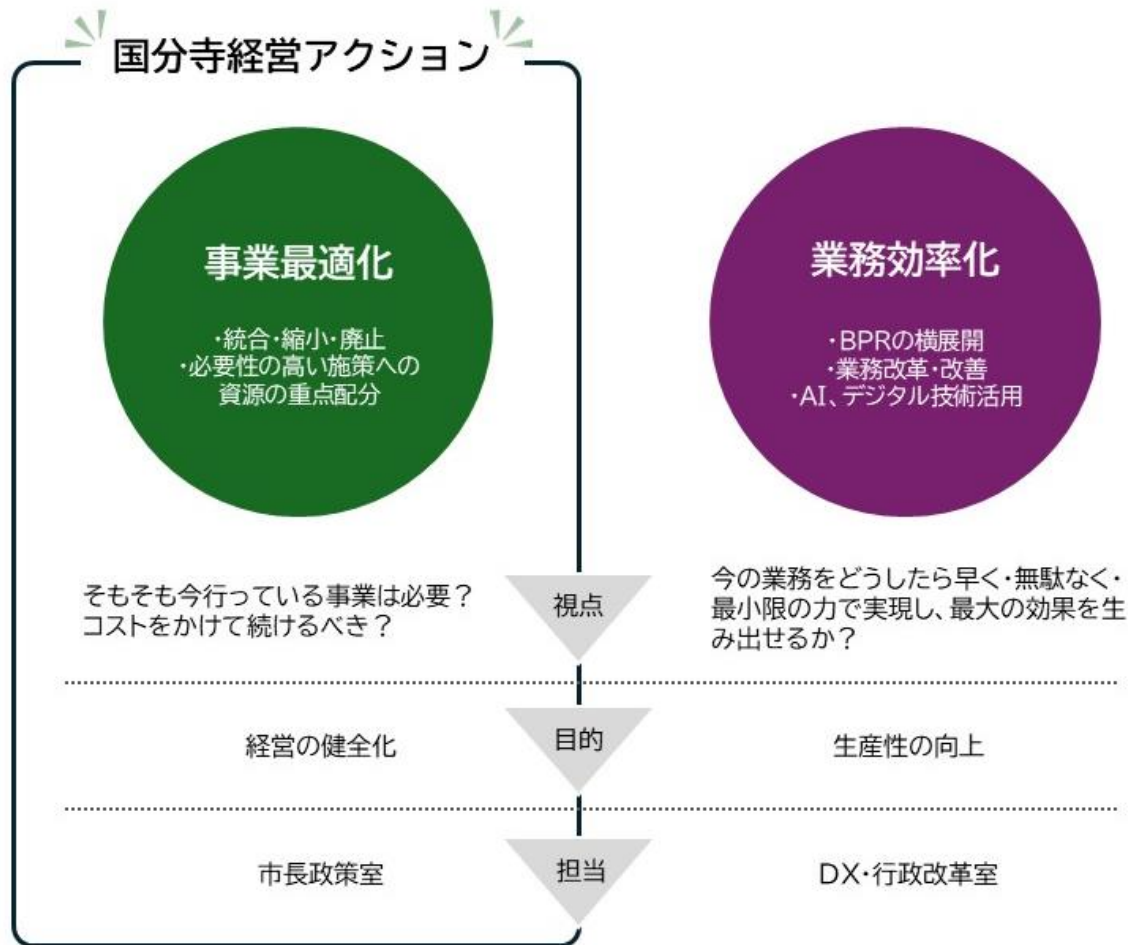 国分寺経営アクション
事業最適化
・統合・縮小・廃止
・必要性の高い施策への
資源の重点配分
業務効率化
・BPRの横展開
・業務改革・改善
・AI、デジタル技術活用
そもそも今行っている事業は必要？
コストをかけて続けるべき？
視点
今の業務をどうしたら早く・無駄なく・
最小限の力で実現し、最大の効果を生
み出せるか？
経営の健全化
目的
生産性の向上
市長政策室
担当
DX・行政改革室